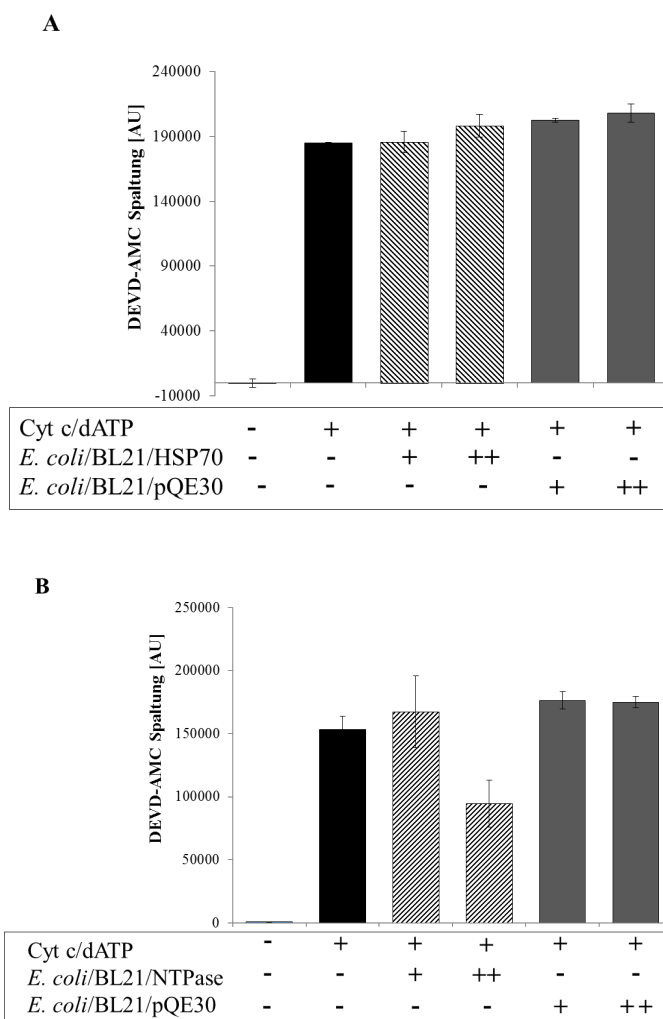 A
DEVD-AMC Spaltung [AU]
240000
190000
140000
90000
40000
-10000
Cyt c/dATP - + + + + +
E. coli/BL21/HSP70 - - + ++ - -
E. coli/BL21/pQE30 - - - - + ++
B
DEVD-AMC Spaltung [AU]
250000
200000
150000
100000
50000
0
Cyt c/dATP - + + + + +
E. coli/BL21/NTPase - - + ++ - -
E. coli/BL21/pQE30 - - - - + ++